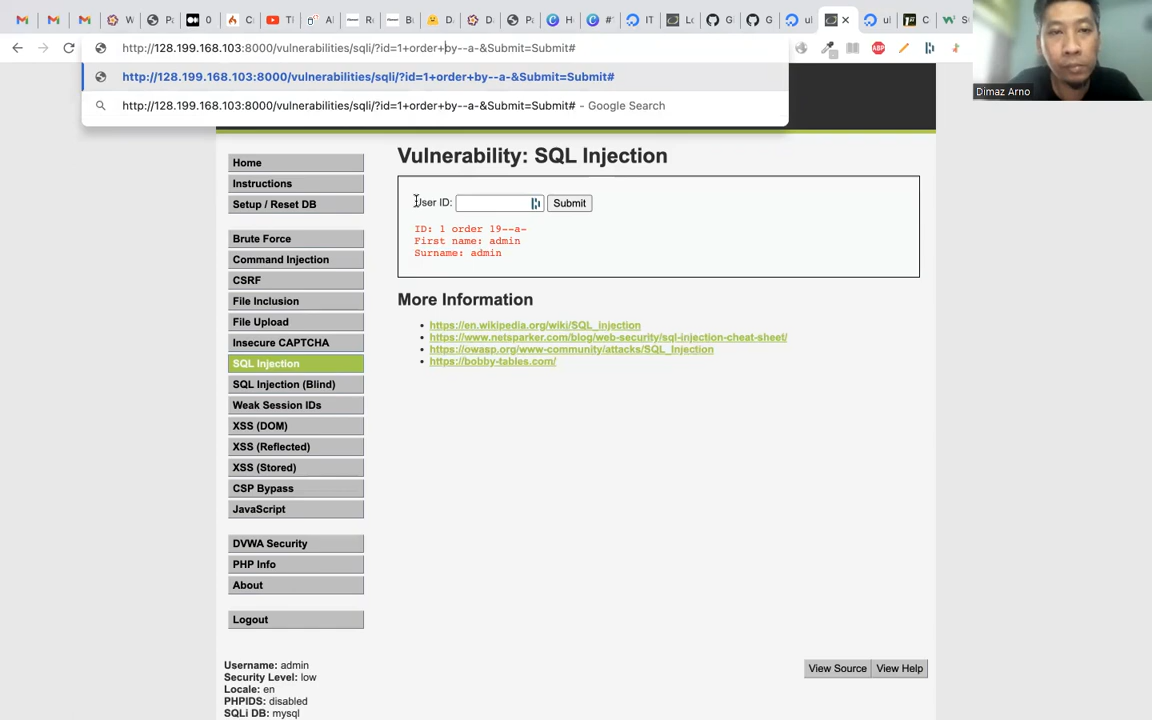 W
P
0
C
Ti
A
R
B
D
D
P
H
#
IT
L
G
G
ul
ul
C
S
http://128.199.168.103:8000/vulnerabilities/sqli/?id=1+order+by--a-&Submit=Submit#
ABP
http://128.199.168.103:8000/vulnerabilities/sqli/?id=1+order+by--a-&Submit=Submit#
http://128.199.168.103:8000/vulnerabilities/sqli/?id=1+order+by--a-&Submit=Submit# - Google Search
Dimaz Arno
Home
Instructions
Setup / Reset DB
Brute Force
Command Injection
CSRF
File Inclusion
File Upload
Insecure CAPTCHA
SQL Injection
SQL Injection (Blind)
Weak Session IDs
XSS (DOM)
XSS (Reflected)
XSS (Stored)
CSP Bypass
JavaScript
DVWA Security
PHP Info
About
Logout
Vulnerability: SQL Injection
User ID:
Submit
ID: 1 order 19--a-
First name: admin
Surname: admin
More Information
https://en.wikipedia.org/wiki/SQL_injection
https://www.netsparker.com/blog/web-security/sql-injection-cheat-sheet/
https://owasp.org/www-community/attacks/SQL_Injection
https://bobby-tables.com/
Username: admin
Security Level: low
Locale: en
PHPIDS: disabled
SQLi DB: mysql
View Source
View Help